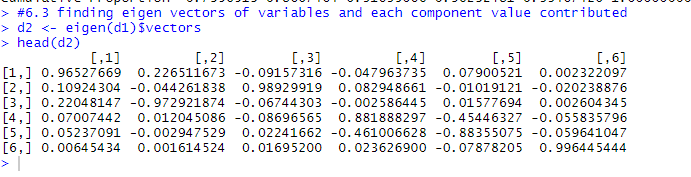 > #6.3 finding eigen vectors of variables and each component value contributed
> d2 <- eigen(d1)$vectors
> head(d2)
[,1] [,2] [,3] [,4] [,5] [,6]
[1,] 0.96527669 0.226511673 -0.09157316 -0.047963735 0.07900521 0.002322097
[2,] 0.10924304 -0.044261838 0.98929919 0.082948661 -0.01019121 -0.020238876
[3,] 0.22048147 -0.972921874 -0.06744303 -0.002586445 0.01577694 0.002604345
[4,] 0.07007442 0.012045086 -0.08696565 0.881888297 -0.45446327 -0.055835796
[5,] 0.05237091 -0.002947529 0.02241662 -0.461006628 -0.88355075 -0.059641047
[6,] 0.00645434 0.001614524 0.01695200 0.023626900 -0.07878205 0.996445444
>